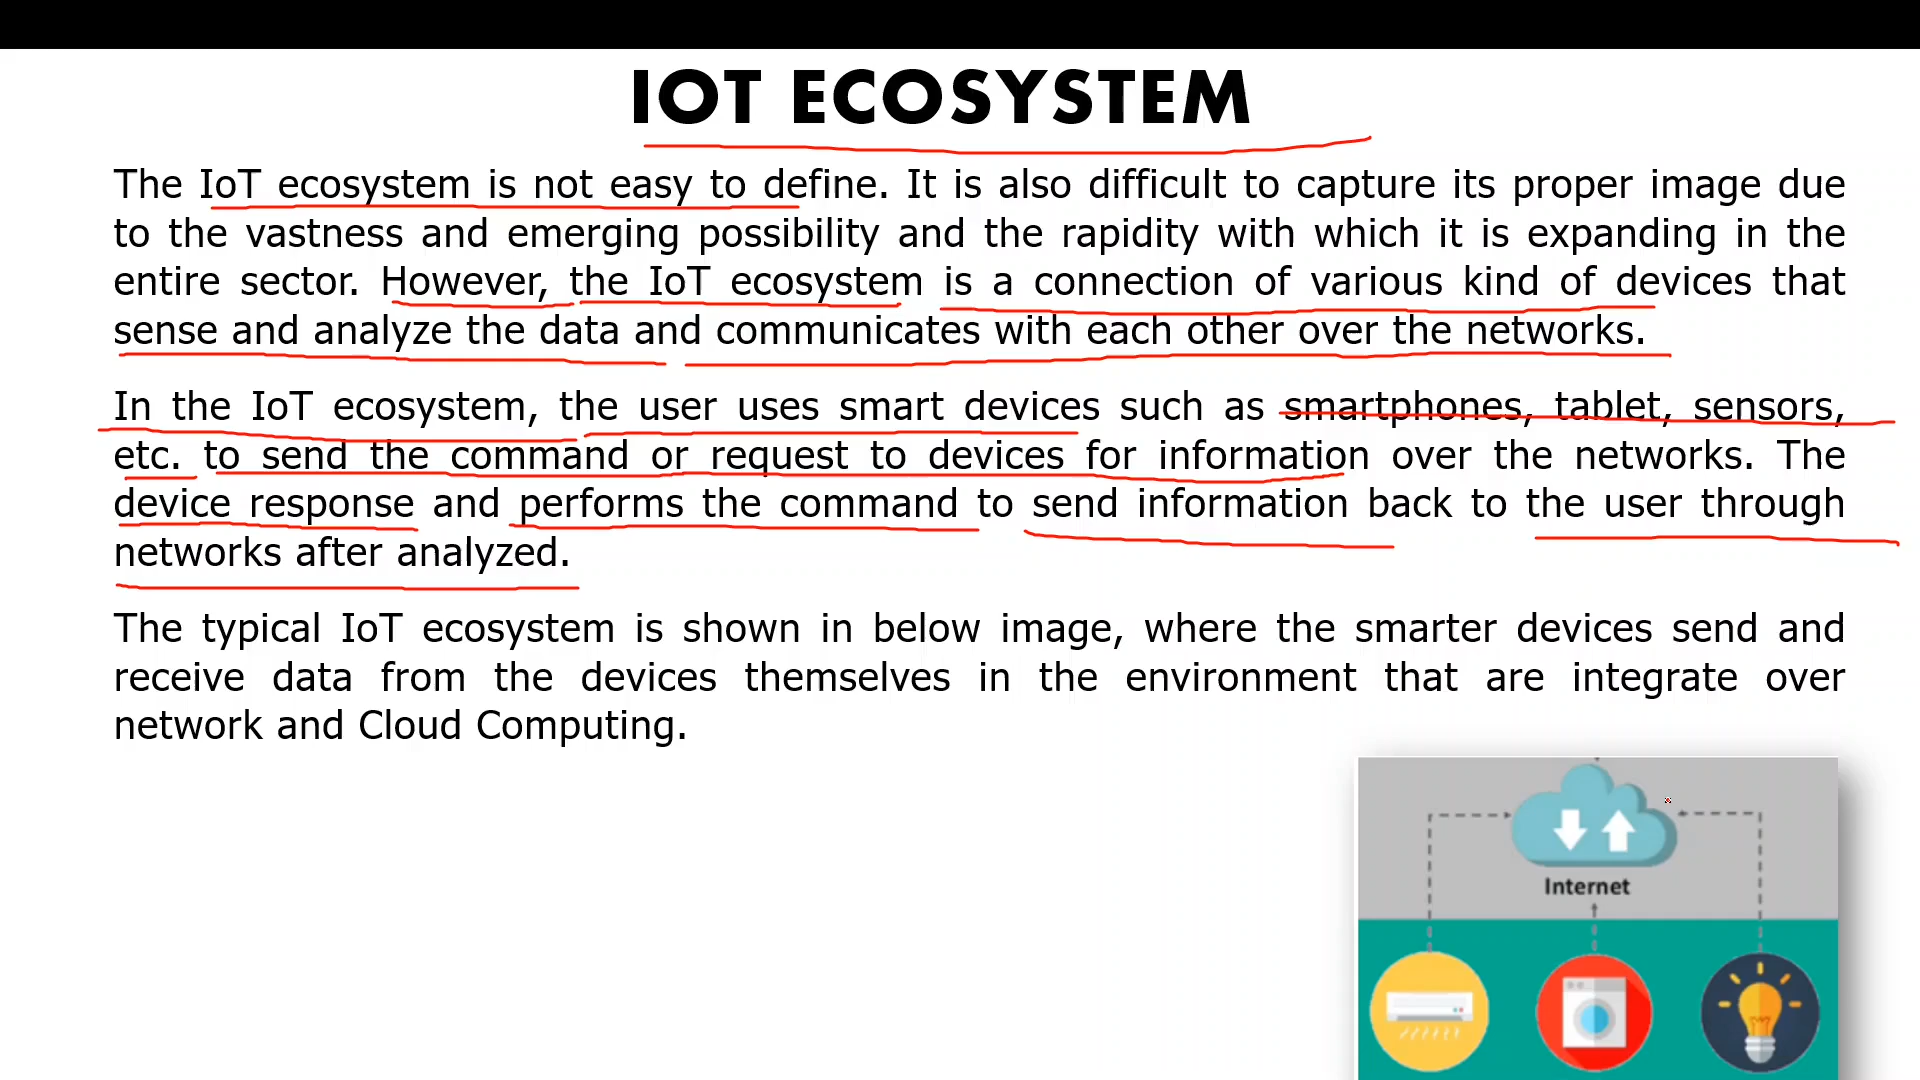 IOT ECOSYSTEM
The IoT ecosystem is not easy to define. It is also difficult to capture its proper image due
to the vastness and emerging possibility and the rapidity with which it is expanding in the
entire sector. However, the IoT ecosystem is a connection of various kind of devices that
sense and analyze the data and communicates with each other over the networks.
In the IoT ecosystem, the user uses smart devices such as smartphones, tablet, sensors,
etc. to send the command or request to devices for information over the networks. The
device response and performs the command to send information back to the user through
networks after analyzed.
The typical IoT ecosystem is shown in below image, where the smarter devices send and
receive data from the devices themselves in the environment that are integrate over
network and Cloud Computing.
Internet